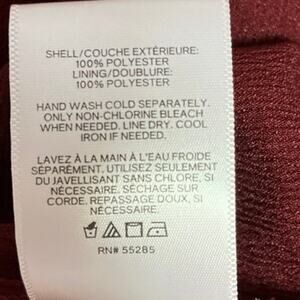 SHELL/COUCHE EXTÉRIEURE:
100% POLYESTER
LINING/DOUBLURE:
100% POLYESTER
HAND WASH COLD SEPARATELY.
ONLY NON-CHLORINE BLEACH
WHEN NEEDED. LINE DRY. COOL
IRON IF NEEDED.
LAVEZ À LA MAIN À L'EAU FROIDE
SÉPARÉMENT. UTILISEZ SEULEMENT
DU JAVELLISANT SANS CHLORE, SI
NÉCESSAIRE. SÉCHAGE SUR
CORDE. REPASSAGE DOUX, SI
NÉCESSAIRE.
RN# 55285